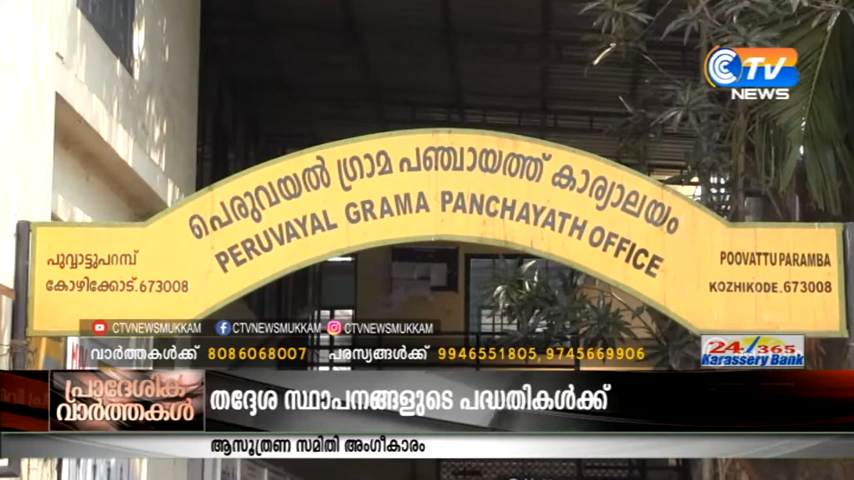 CTV
NEWS
പെരുവയൽ ഗ്രാമ പഞ്ചായത്ത് കാര്യാലയം
PERUVAYAL GRAMA PANCHAYATH OFFICE
പൂവ്വാട്ടുപറമ്പ്
കോഴിക്കോട്.673008
POOVATTU PARAMBA
KOZHIKODE.673008
CTVNEWSMUKKAM CTVNEWSMUKKAM CTVNEWSMUKKAM
വാർത്തകൾക്ക് 8086068007 പരസ്യങ്ങൾക്ക് 9946551805, 9745669906
24/365
Karassery Bank
പ്രാദേശിക
വാർത്തകൾ
തദ്ദേശ സ്ഥാപനങ്ങളുടെ പദ്ധതികൾക്ക്
ആസൂത്രണ സമിതി അംഗീകാരം